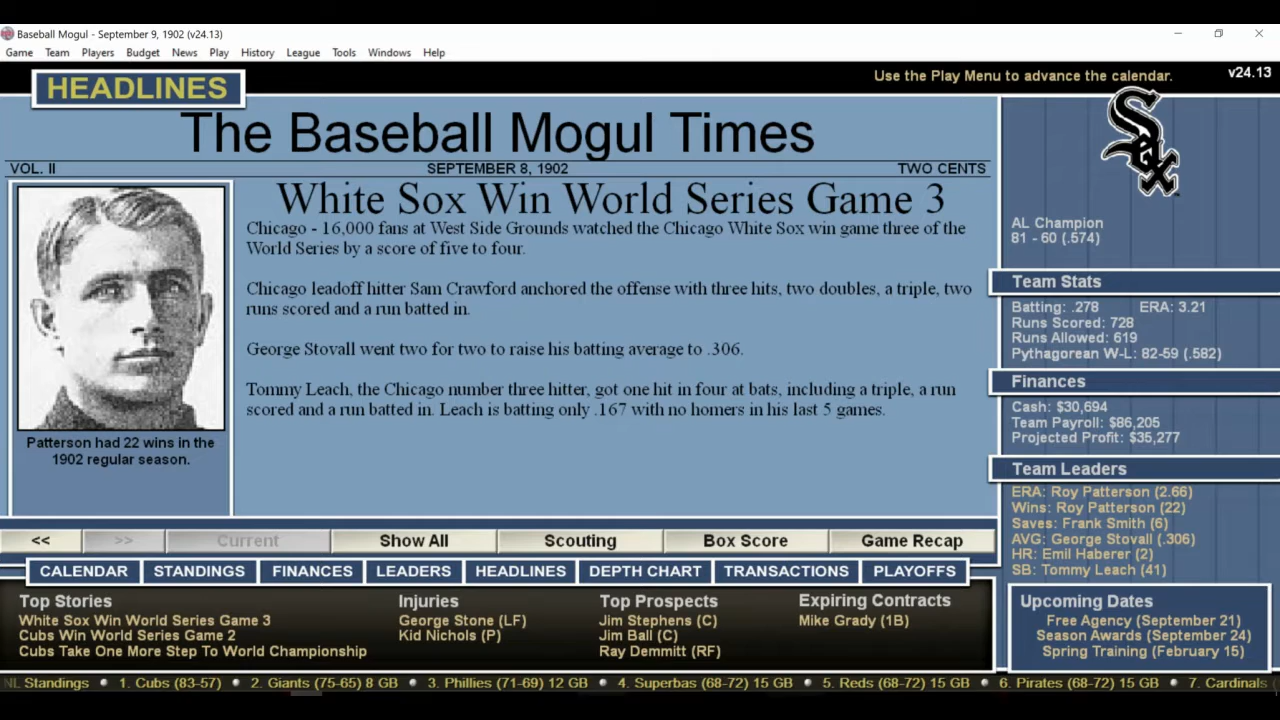 Baseball Mogul - September 9, 1902 (v24.13)
Game Team Players Budget News Play History League Tools Windows Help
HEADLINES
Use the Play Menu to advance the calendar.
v24.13
The Baseball Mogul Times
VOL. II SEPTEMBER 8, 1902 TWO CENTS
White Sox Win World Series Game 3
Chicago - 16,000 fans at West Side Grounds watched the Chicago White Sox win game three of the
World Series by a score of five to four.
Chicago leadoff hitter Sam Crawford anchored the offense with three hits, two doubles, a triple, two
runs scored and a run batted in.
George Stovall went two for two to raise his batting average to .306.
Tommy Leach, the Chicago number three hitter, got one hit in four at bats, including a triple, a run
scored and a run batted in. Leach is batting only .167 with no homers in his last 5 games.
Patterson had 22 wins in the
1902 regular season.
Sox
AL Champion
81 - 60 (.574)
Team Stats
Batting: .278 ERA: 3.21
Runs Scored: 728
Runs Allowed: 619
Pythagorean W-L: 82-59 (.582)
Finances
Cash: $30,694
Team Payroll: $86,205
Projected Profit: $35,277
Team Leaders
ERA: Roy Patterson (2.66)
Wins: Roy Patterson (22)
Saves: Frank Smith (6)
AVG: George Stovall (.306)
HR: Emil Haberer (2)
SB: Tommy Leach (41)
<< >> Current Show All Scouting Box Score Game Recap
CALENDAR STANDINGS FINANCES LEADERS HEADLINES DEPTH CHART TRANSACTIONS PLAYOFFS
Top Stories
White Sox Win World Series Game 3
Cubs Win World Series Game 2
Cubs Take One More Step To World Championship
Injuries
George Stone (LF)
Kid Nichols (P)
Top Prospects
Jim Stephens (C)
Jim Ball (C)
Ray Demmitt (RF)
Expiring Contracts
Mike Grady (1B)
Upcoming Dates
Free Agency (September 21)
Season Awards (September 24)
Spring Training (February 15)
NL Standings • 1. Cubs (83-57) • 2. Giants (75-65) 8 GB • 3. Phillies (71-69) 12 GB • 4. Superbas (68-72) 15 GB • 5. Reds (68-72) 15 GB • 6. Pirates (68-72) 15 GB • 7. Cardinals (